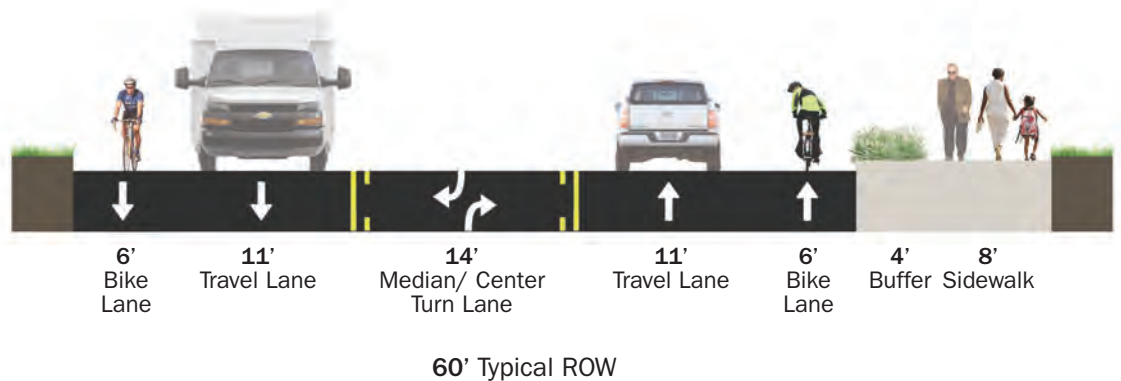 6’
Bike
Lane
11’
Travel Lane
14’
Median/ Center
Turn Lane
11’
Travel Lane
6’
Bike
Lane
4’
Buffer
8’
Sidewalk
60’ Typical ROW